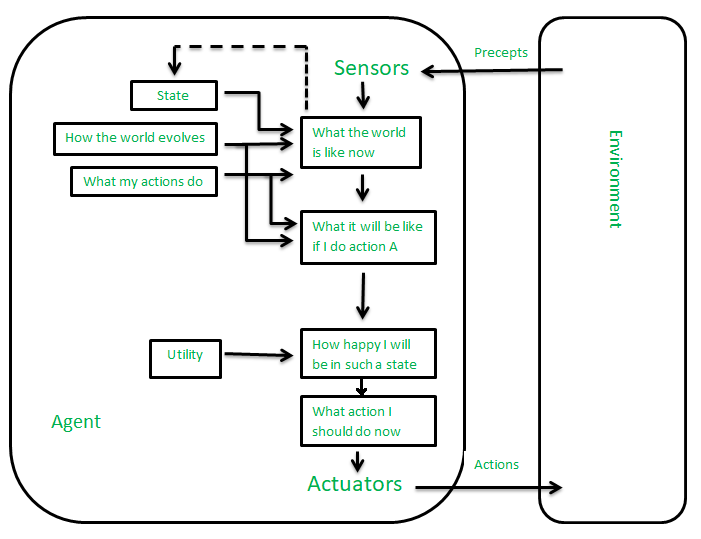 Sensors
Precepts
State
How the world evolves
What the world
is like now
What my actions do
Environment
What it will be like
if I do action A
How happy I will
be in such a state
Utility
What action I
should do now
Agent
Actions
Actuators